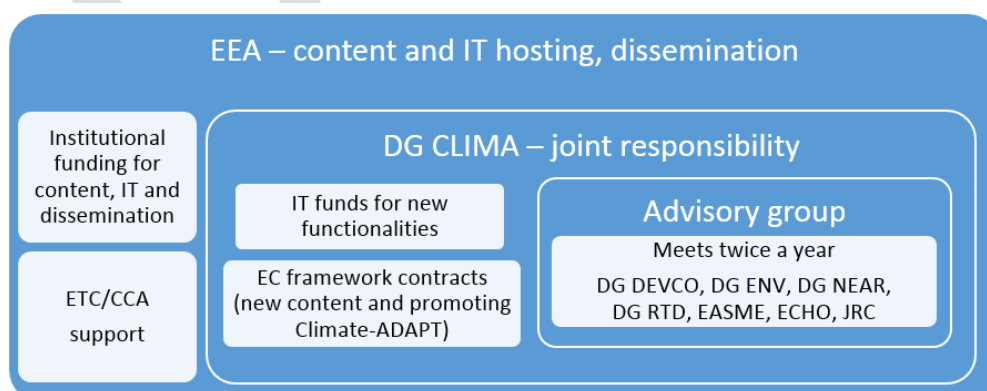 EEA – content and IT hosting, dissemination
Institutional
funding for
content, IT and
dissemination
ETC/CCA
support
DG CLIMA – joint responsibility
IT funds for new
functionalities
EC framework contracts
(new content and promoting
Climate-ADAPT)
Advisory group
Meets twice a year
DG DEVCO, DG ENV, DG NEAR,
DG RTD, EASME, ECHO, JRC